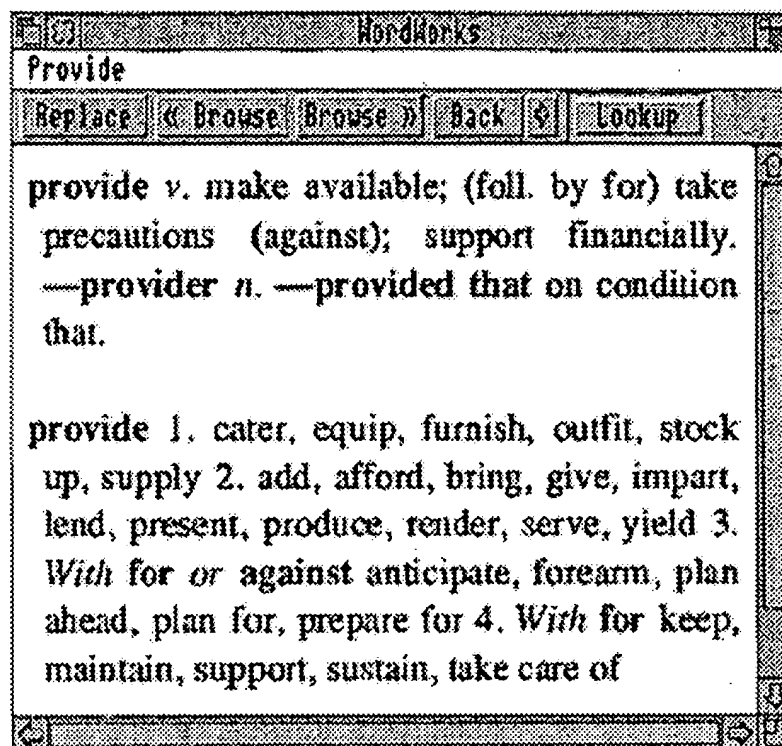 WordWorks
Provide
Replace « Browse Browse » Back Lookup
provide v. make available; (foll. by for) take
precautions (against); support financially.
—provider n. —provided that on condition
that.
provide 1. cater, equip, furnish, outfit, stock
up, supply 2. add, afford, bring, give, impart,
lend, present, produce, render, serve, yield 3.
With for or against anticipate, forearm, plan
ahead, plan for, prepare for 4. With for keep,
maintain, support, sustain, take care of